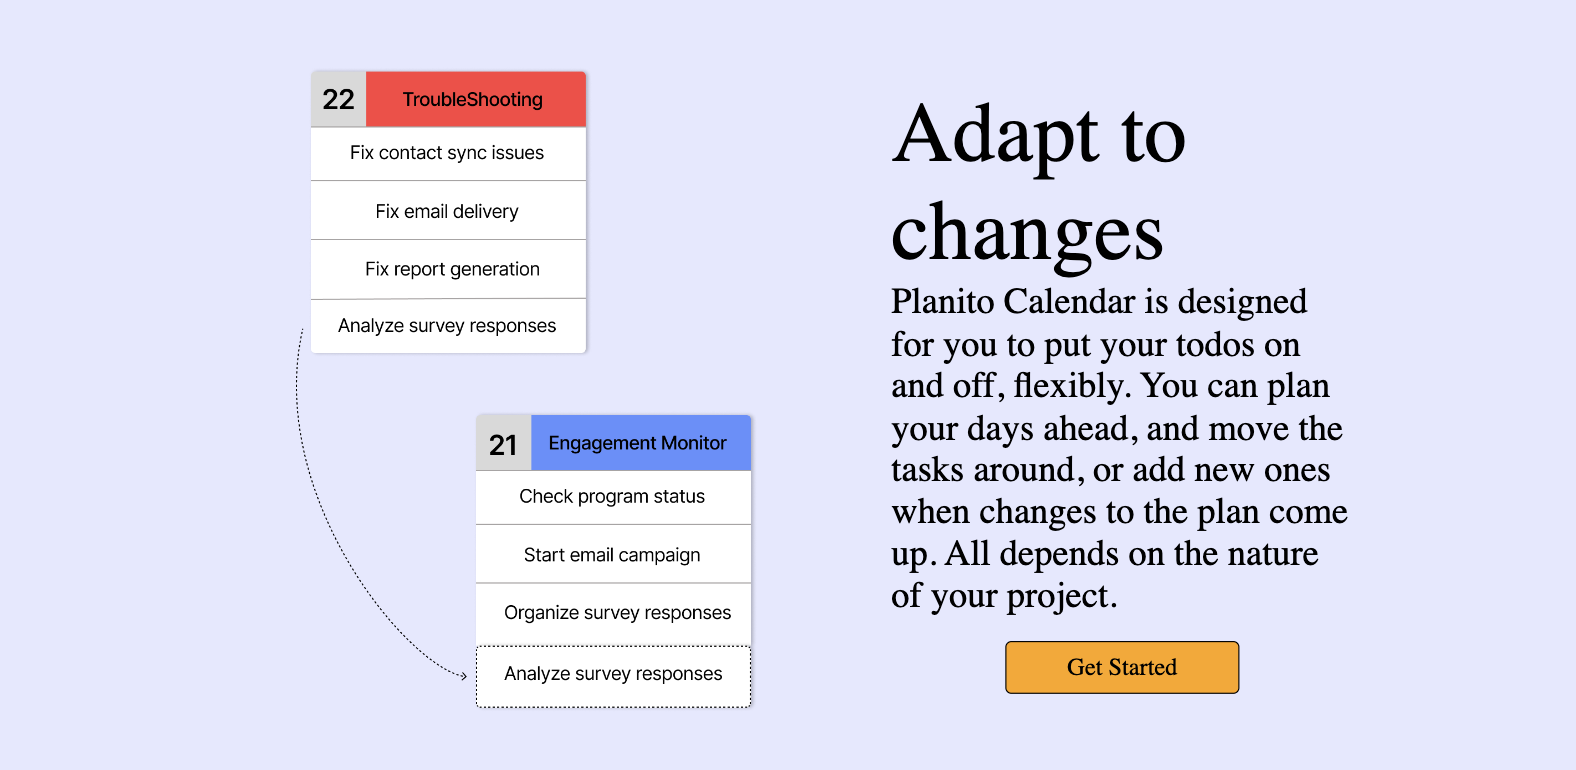 22 TroubleShooting
Fix contact sync issues
Fix email delivery
Fix report generation
Analyze survey responses
21 Engagement Monitor
Check program status
Start email campaign
Organize survey responses
Analyze survey responses
Adapt to
changes
Planito Calendar is designed
for you to put your todos on
and off, flexibly. You can plan
your days ahead, and move the
tasks around, or add new ones
when changes to the plan come
up. All depends on the nature
of your project.
Get Started